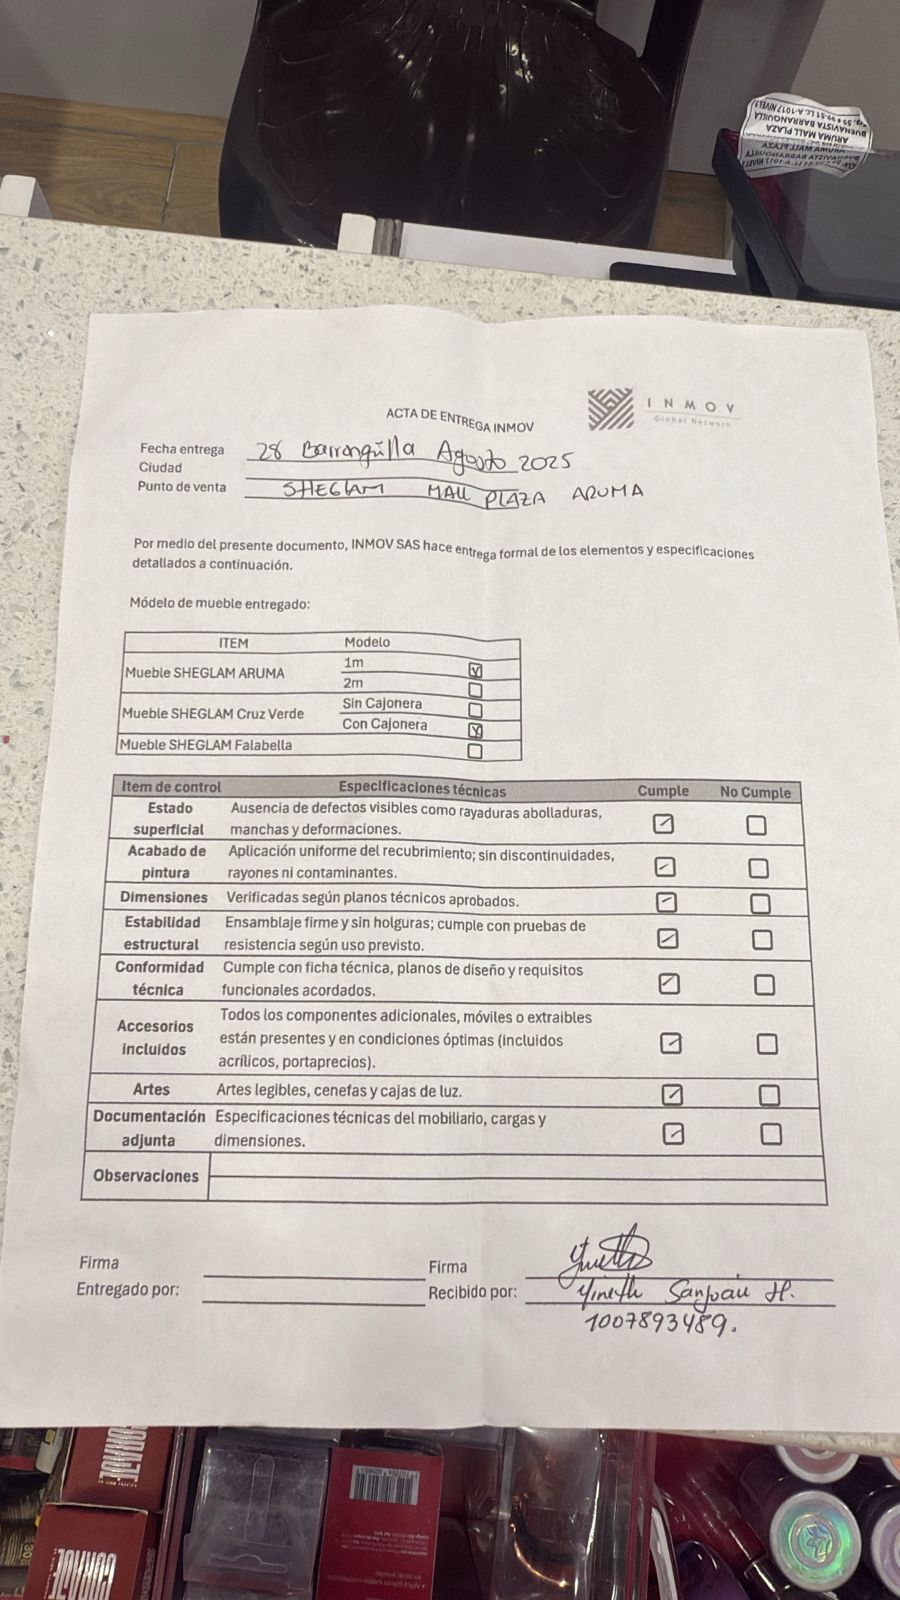 ARUMA MALL PLAZA
BUENAVISTA BARRANQUILLA
INMOV
Global Network
ACTA DE ENTREGA INMOV
Fecha entrega 28 Barranqilla Agosto 2025
Ciudad
Punto de venta SHEGLAM MALL PLAZA ARUMA
Por medio del presente documento, INMOV SAS hace entrega formal de los elementos y especificaciones
detallados a continuación.
Módelo de mueble entregado:
ITEM Modelo
Mueble SHEGLAM ARUMA 1m
2m
Mueble SHEGLAM Cruz Verde Sin Cajonera
Con Cajonera
Mueble SHEGLAM Falabella
Item de control Especificaciones técnicas Cumple No Cumple
Estado superficial Ausencia de defectos visibles como rayaduras abolladuras,
manchas y deformaciones.
Acabado de pintura Aplicación uniforme del recubrimiento; sin discontinuidades,
rayones ni contaminantes.
Dimensiones Verificadas según planos técnicos aprobados.
Estabilidad estructural Ensamblaje firme y sin holguras; cumple con pruebas de
resistencia según uso previsto.
Conformidad técnica Cumple con ficha técnica, planos de diseño y requisitos
funcionales acordados.
Accesorios incluidos Todos los componentes adicionales, móviles o extraibles
están presentes y en condiciones óptimas (incluidos
acrílicos, portaprecios).
Artes Artes legibles, cenefas y cajas de luz.
Documentación adjunta Especificaciones técnicas del mobiliario, cargas y
dimensiones.
Observaciones
Firma
Entregado por:
Firma
Recibido por: Yineth Sanjuan H.
1007893489.